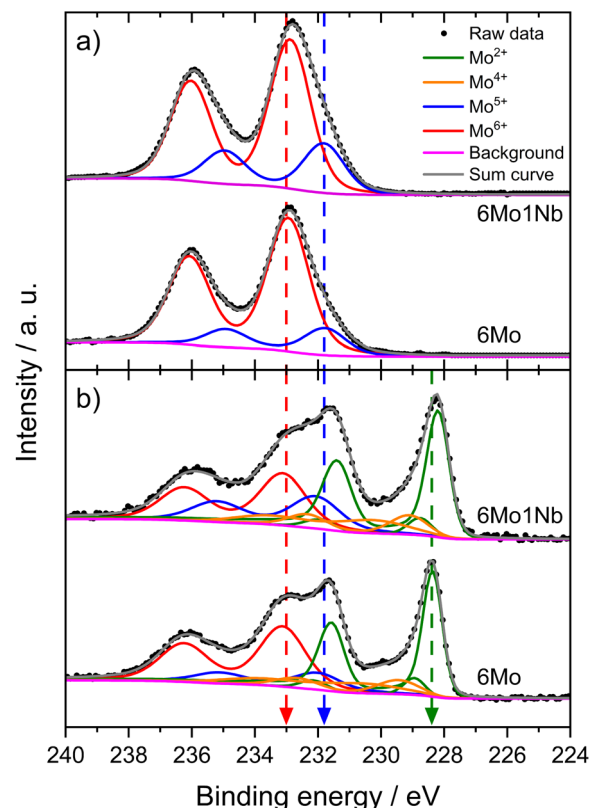 a)
Raw data
Mo²⁺
Mo⁴⁺
Mo⁵⁺
Mo⁶⁺
Background
Sum curve
6Mo1Nb
6Mo
b)
6Mo1Nb
6Mo
Intensity / a. u.
240 238 236 234 232 230 228 226 224
Binding energy / eV